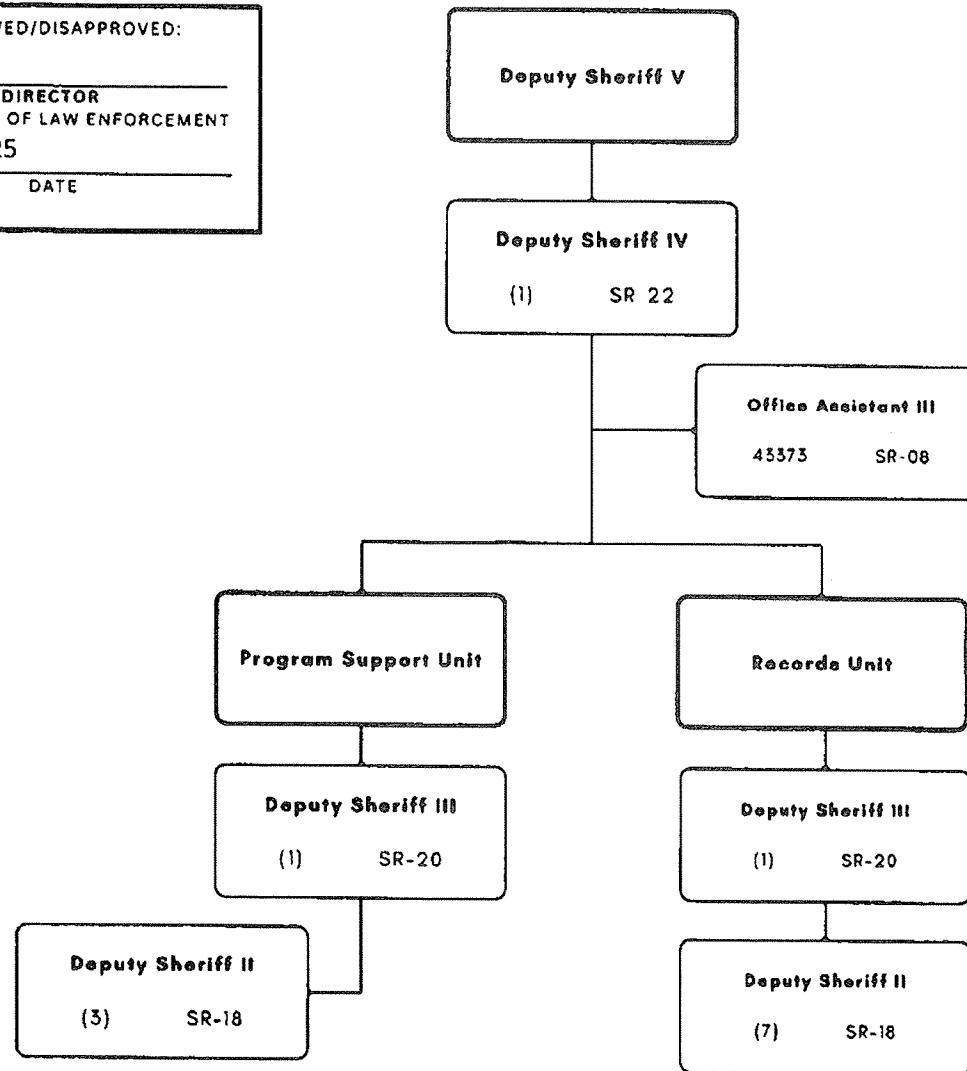 VED/DISAPPROVED:
DIRECTOR
OF LAW ENFORCEMENT
25
DATE
Deputy Sheriff V
Deputy Sheriff IV
(1) SR 22
Office Assistant III
43373 SR-08
Program Support Unit
Records Unit
Deputy Sheriff III
(1) SR-20
Deputy Sheriff III
(1) SR-20
Deputy Sheriff II
(3) SR-18
Deputy Sheriff II
(7) SR-18